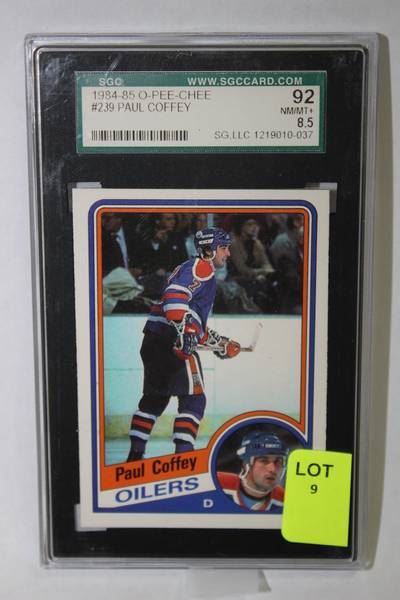 SGC
WWW.SGCCARD.COM
1984-85 O-PEE-CHEE
#239 PAUL COFFEY
92
NM/MT+
8.5
SG,LLC 1219010-037
7
Paul Coffey
OILERS
D
LOT
9